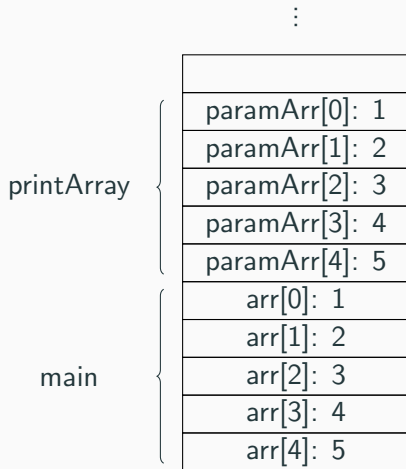 ⋮
paramArr[0]: 1
paramArr[1]: 2
printArray
paramArr[2]: 3
paramArr[3]: 4
paramArr[4]: 5
arr[0]: 1
arr[1]: 2
main
arr[2]: 3
arr[3]: 4
arr[4]: 5